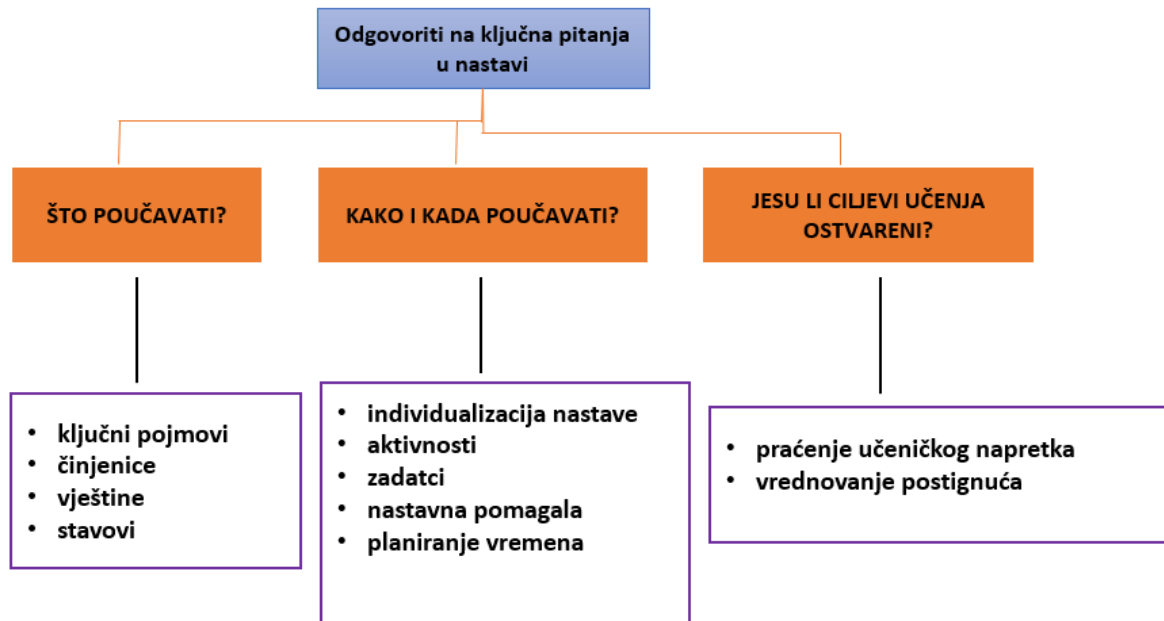 Odgovoriti na ključna pitanja
u nastavi
ŠTO POUČAVATI?
KAKO I KADA POUČAVATI?
JESU LI CILJEVI UČENJA
OSTVARENI?
• ključni pojmovi
• činjenice
• vještine
• stavovi
• individualizacija nastave
• aktivnosti
• zadatci
• nastavna pomagala
• planiranje vremena
• praćenje učeničkog napretka
• vrednovanje postignuća